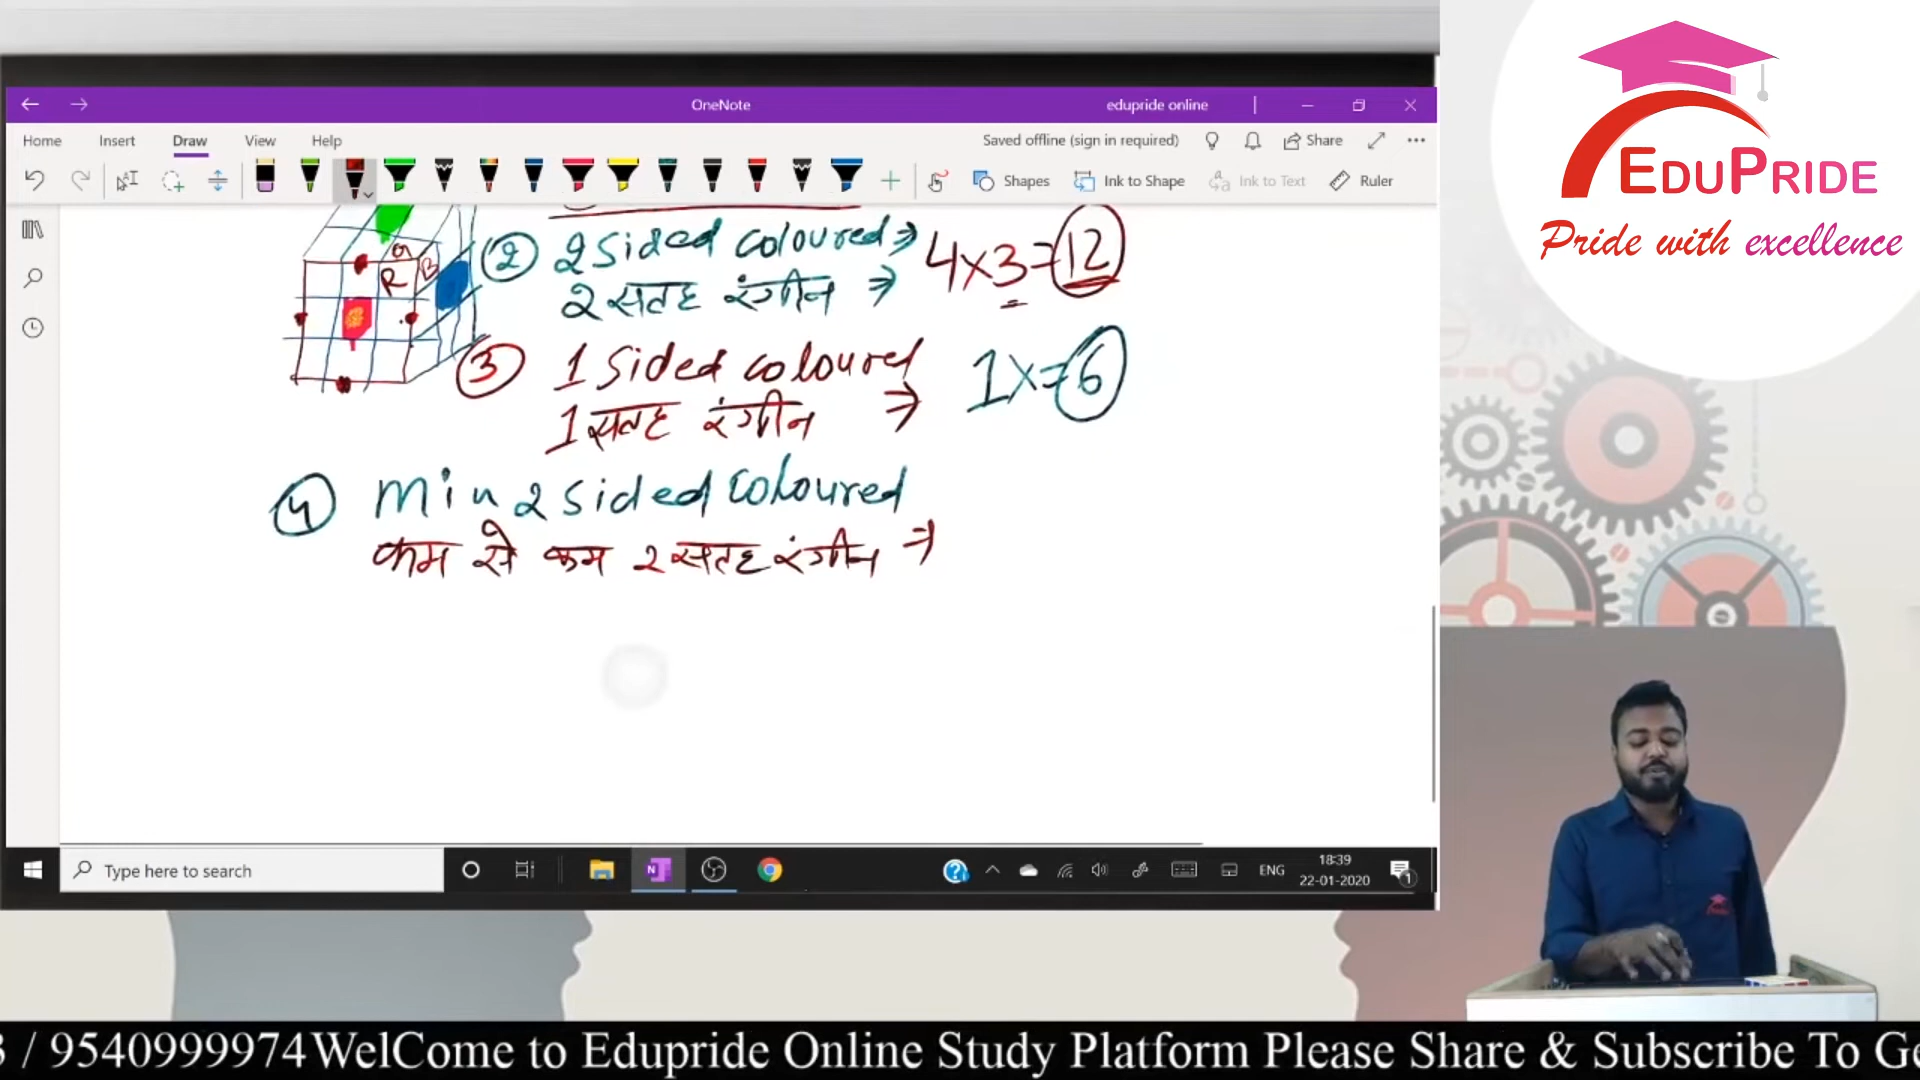 OneNote
edupride online
Home Insert Draw View Help
Saved offline (sign in required)
Share
Shapes
Ink to Shape
Ink to Text
Ruler
EDUPRIDE
Pride with excellence
G
R B
② 2 Sided coloured ⇒ 4x3=12
2 सतह रंगीन ⇒
③ 1 Sided coloured 1x=6
1 सतह रंगीन ⇒
④ Min 2 Sided coloured
कम से कम 2 सतह रंगीन ⇒
Type here to search
ENG
18:39
22-01-2020
1
3 / 9540999974 WelCome to Edupride Online Study Platform Please Share & Subscribe To Ge